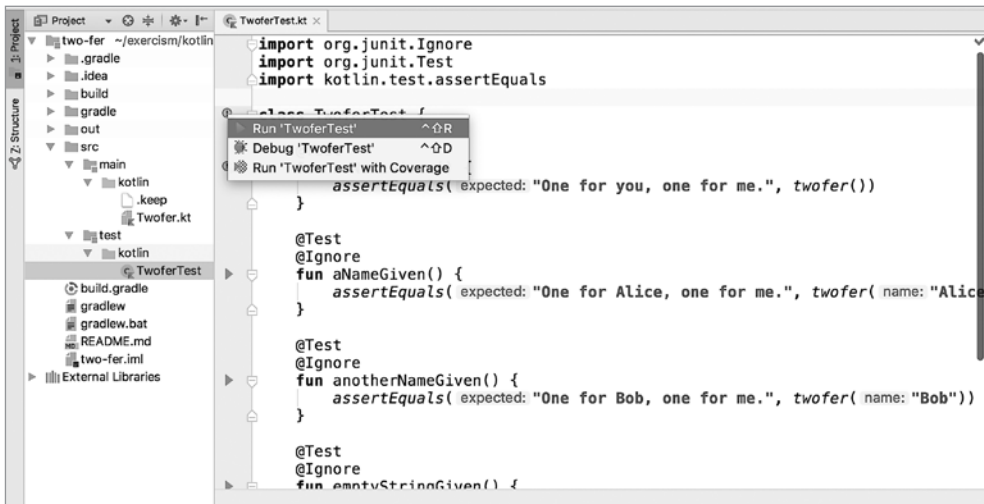 1: Project
Z: Structure
Project
two-fer ~/exercism/kotlin
.gradle
.idea
build
gradle
out
src
main
kotlin
.keep
Twofer.kt
test
kotlin
TwoferTest
build.gradle
gradlew
gradlew.bat
README.md
two-fer.iml
External Libraries
TwoferTest.kt
import org.junit.Ignore
import org.junit.Test
import kotlin.test.assertEquals
class TwoferTest {
Run 'TwoferTest' ^⇧R
Debug 'TwoferTest' ^⇧D
Run 'TwoferTest' with Coverage
{
assertEquals( expected: "One for you, one for me.", twofer())
}
@Test
@Ignore
fun aNameGiven() {
assertEquals( expected: "One for Alice, one for me.", twofer( name: "Alice
}
@Test
@Ignore
fun anotherNameGiven() {
assertEquals( expected: "One for Bob, one for me.", twofer( name: "Bob"))
}
@Test
@Ignore
fun emptyStringGiven() {